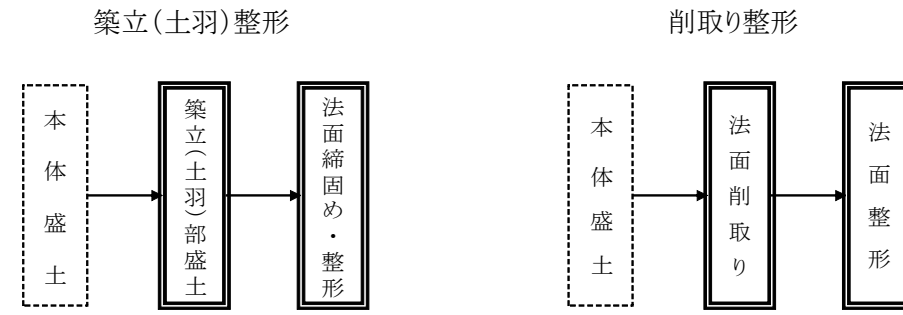 築立（土羽）整形
本体盛土
築立（土羽）部盛土
法面締固め・整形
削取り整形
本体盛土
法面削取り
法面整形